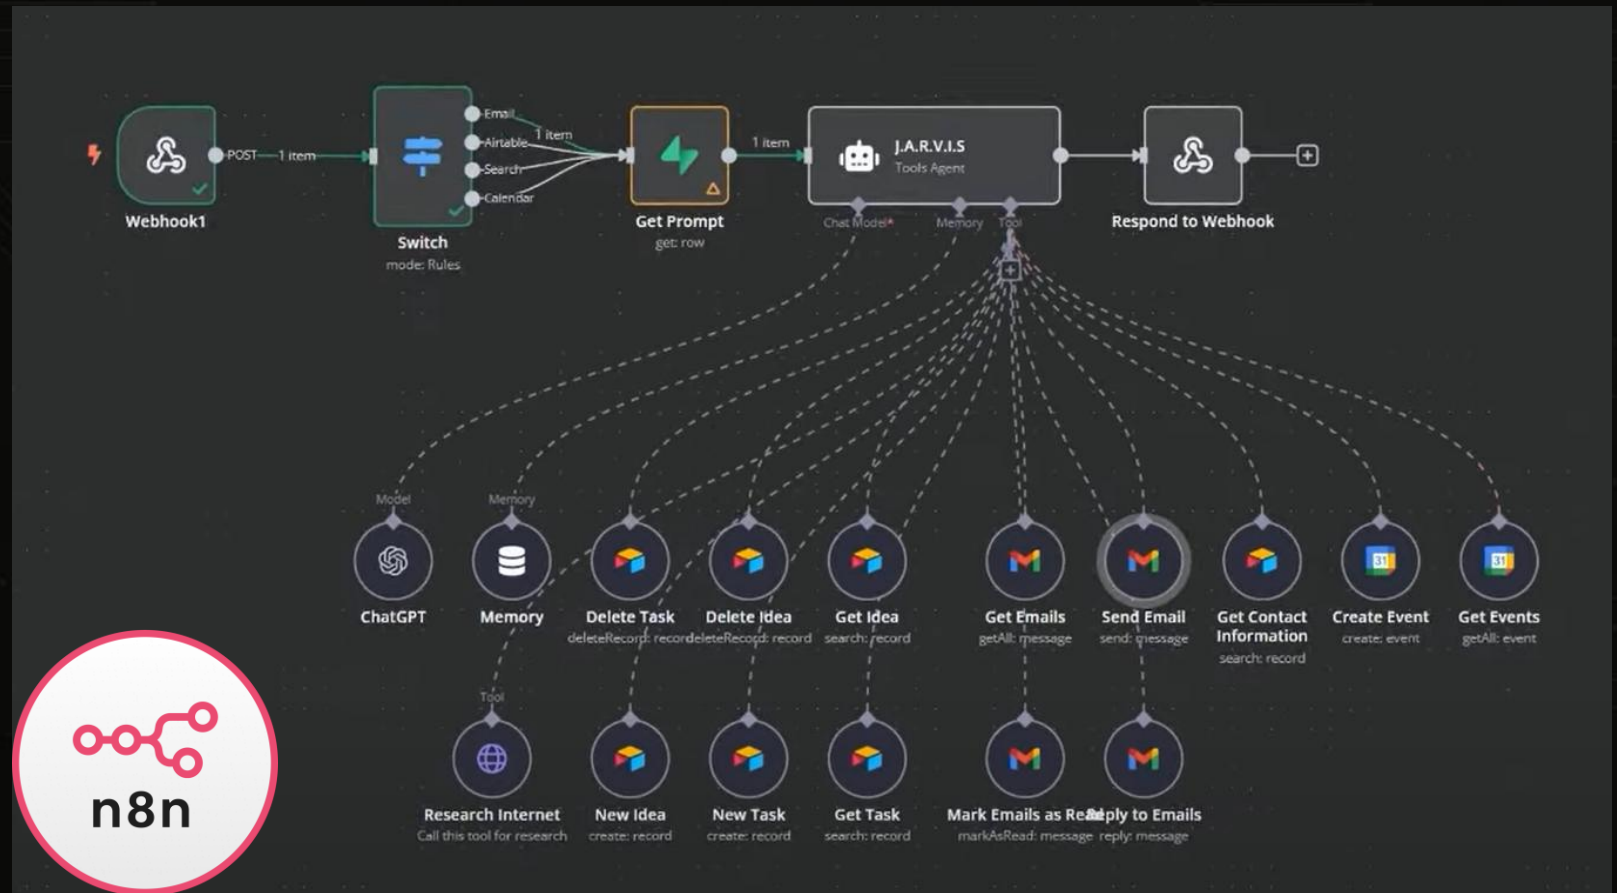 Email
Airtable
1 item
POST
1 item
Search
Calendar
1 item
J.A.R.V.I.S
Tools Agent
Webhook1
Switch
mode: Rules
Get Prompt
get: row
Chat Model*
Memory
Tool
Respond to Webhook
Model
Memory
31
31
ChatGPT
Memory
Delete Task
deleteRecord: record
Delete Idea
deleteRecord: record
Get Idea
search: record
Get Emails
getAll: message
Send Email
send: message
Get Contact
Information
search: record
Create Event
create: event
Get Events
getAll: event
Tool
Research Internet
Call this tool for research
New Idea
create: record
New Task
create: record
Get Task
search: record
Mark Emails as Read
markAsRead: message
Reply to Emails
reply: message
n8n